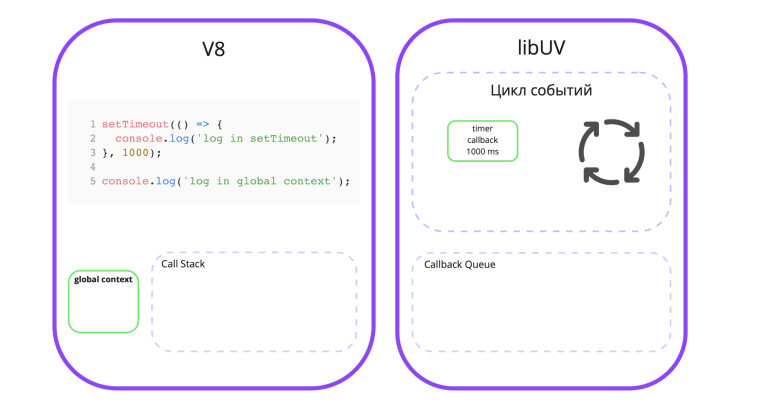 V8
1 setTimeout(() => {
2 console.log('log in setTimeout');
3 }, 1000);
4
5 console.log('log in global context');
global context
Call Stack
libUV
Цикл событий
timer
callback
1000 ms
Callback Queue